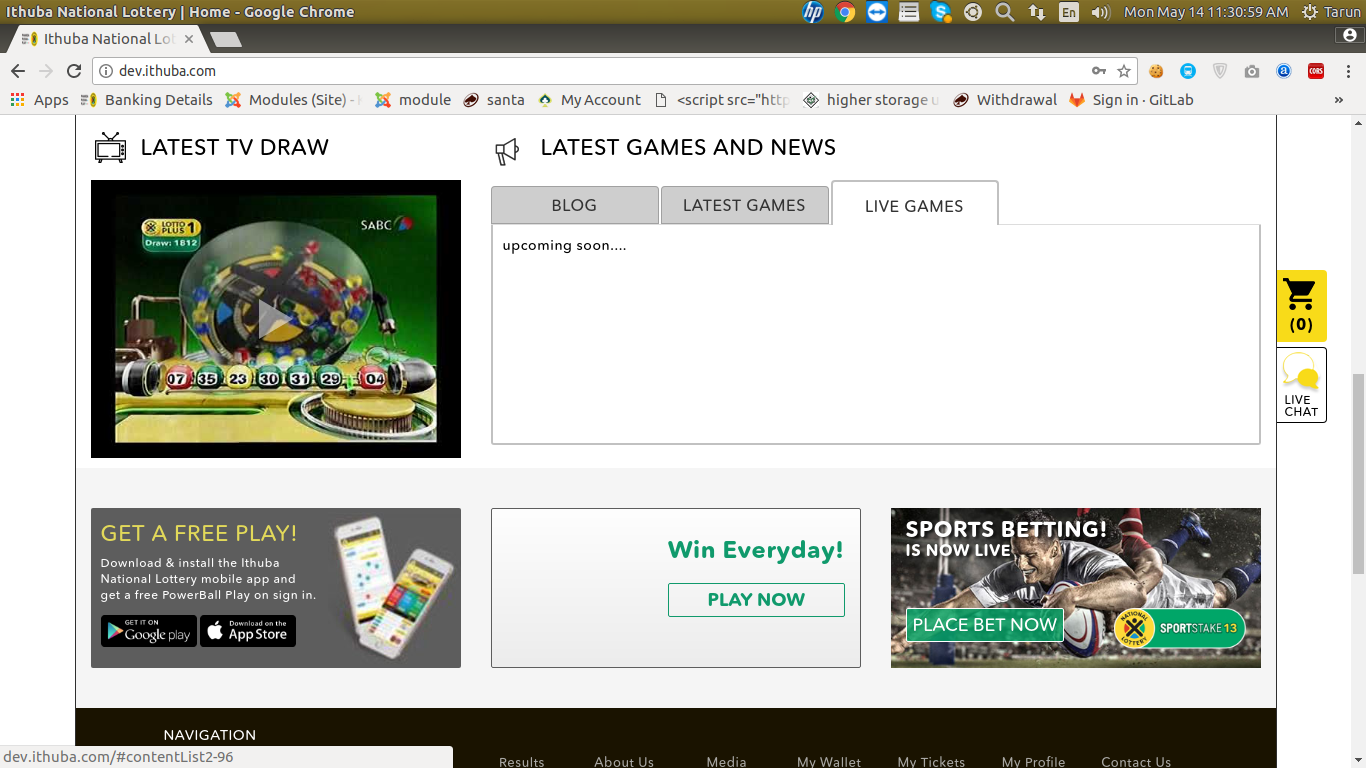 Ithuba National Lottery | Home - Google Chrome
En
Mon May 14 11:30:59 AM
Tarun
Ithuba National Lot
dev.ithuba.com
CORS
Apps
Banking Details
Modules (Site) -
module
santa
My Account
<script src="http
higher storage u
Withdrawal
Sign in · GitLab
»
LATEST TV DRAW
LATEST GAMES AND NEWS
LOTTO
PLUS 1
Draw: 1812
SABC
07 35 23 30 31 29 + 04
BLOG
LATEST GAMES
LIVE GAMES
upcoming soon....
(0)
LIVE
CHAT
GET A FREE PLAY!
Download & install the Ithuba
National Lottery mobile app and
get a free PowerBall Play on sign in.
GET IT ON
Google play
Download on the
App Store
Win Everyday!
PLAY NOW
SPORTS BETTING!
IS NOW LIVE
PLACE BET NOW
NATIONAL
LOTTERY
SPORTSTAKE 13
NAVIGATION
Results
About Us
Media
My Wallet
My Tickets
My Profile
Contact Us
dev.ithuba.com/#contentList2-96